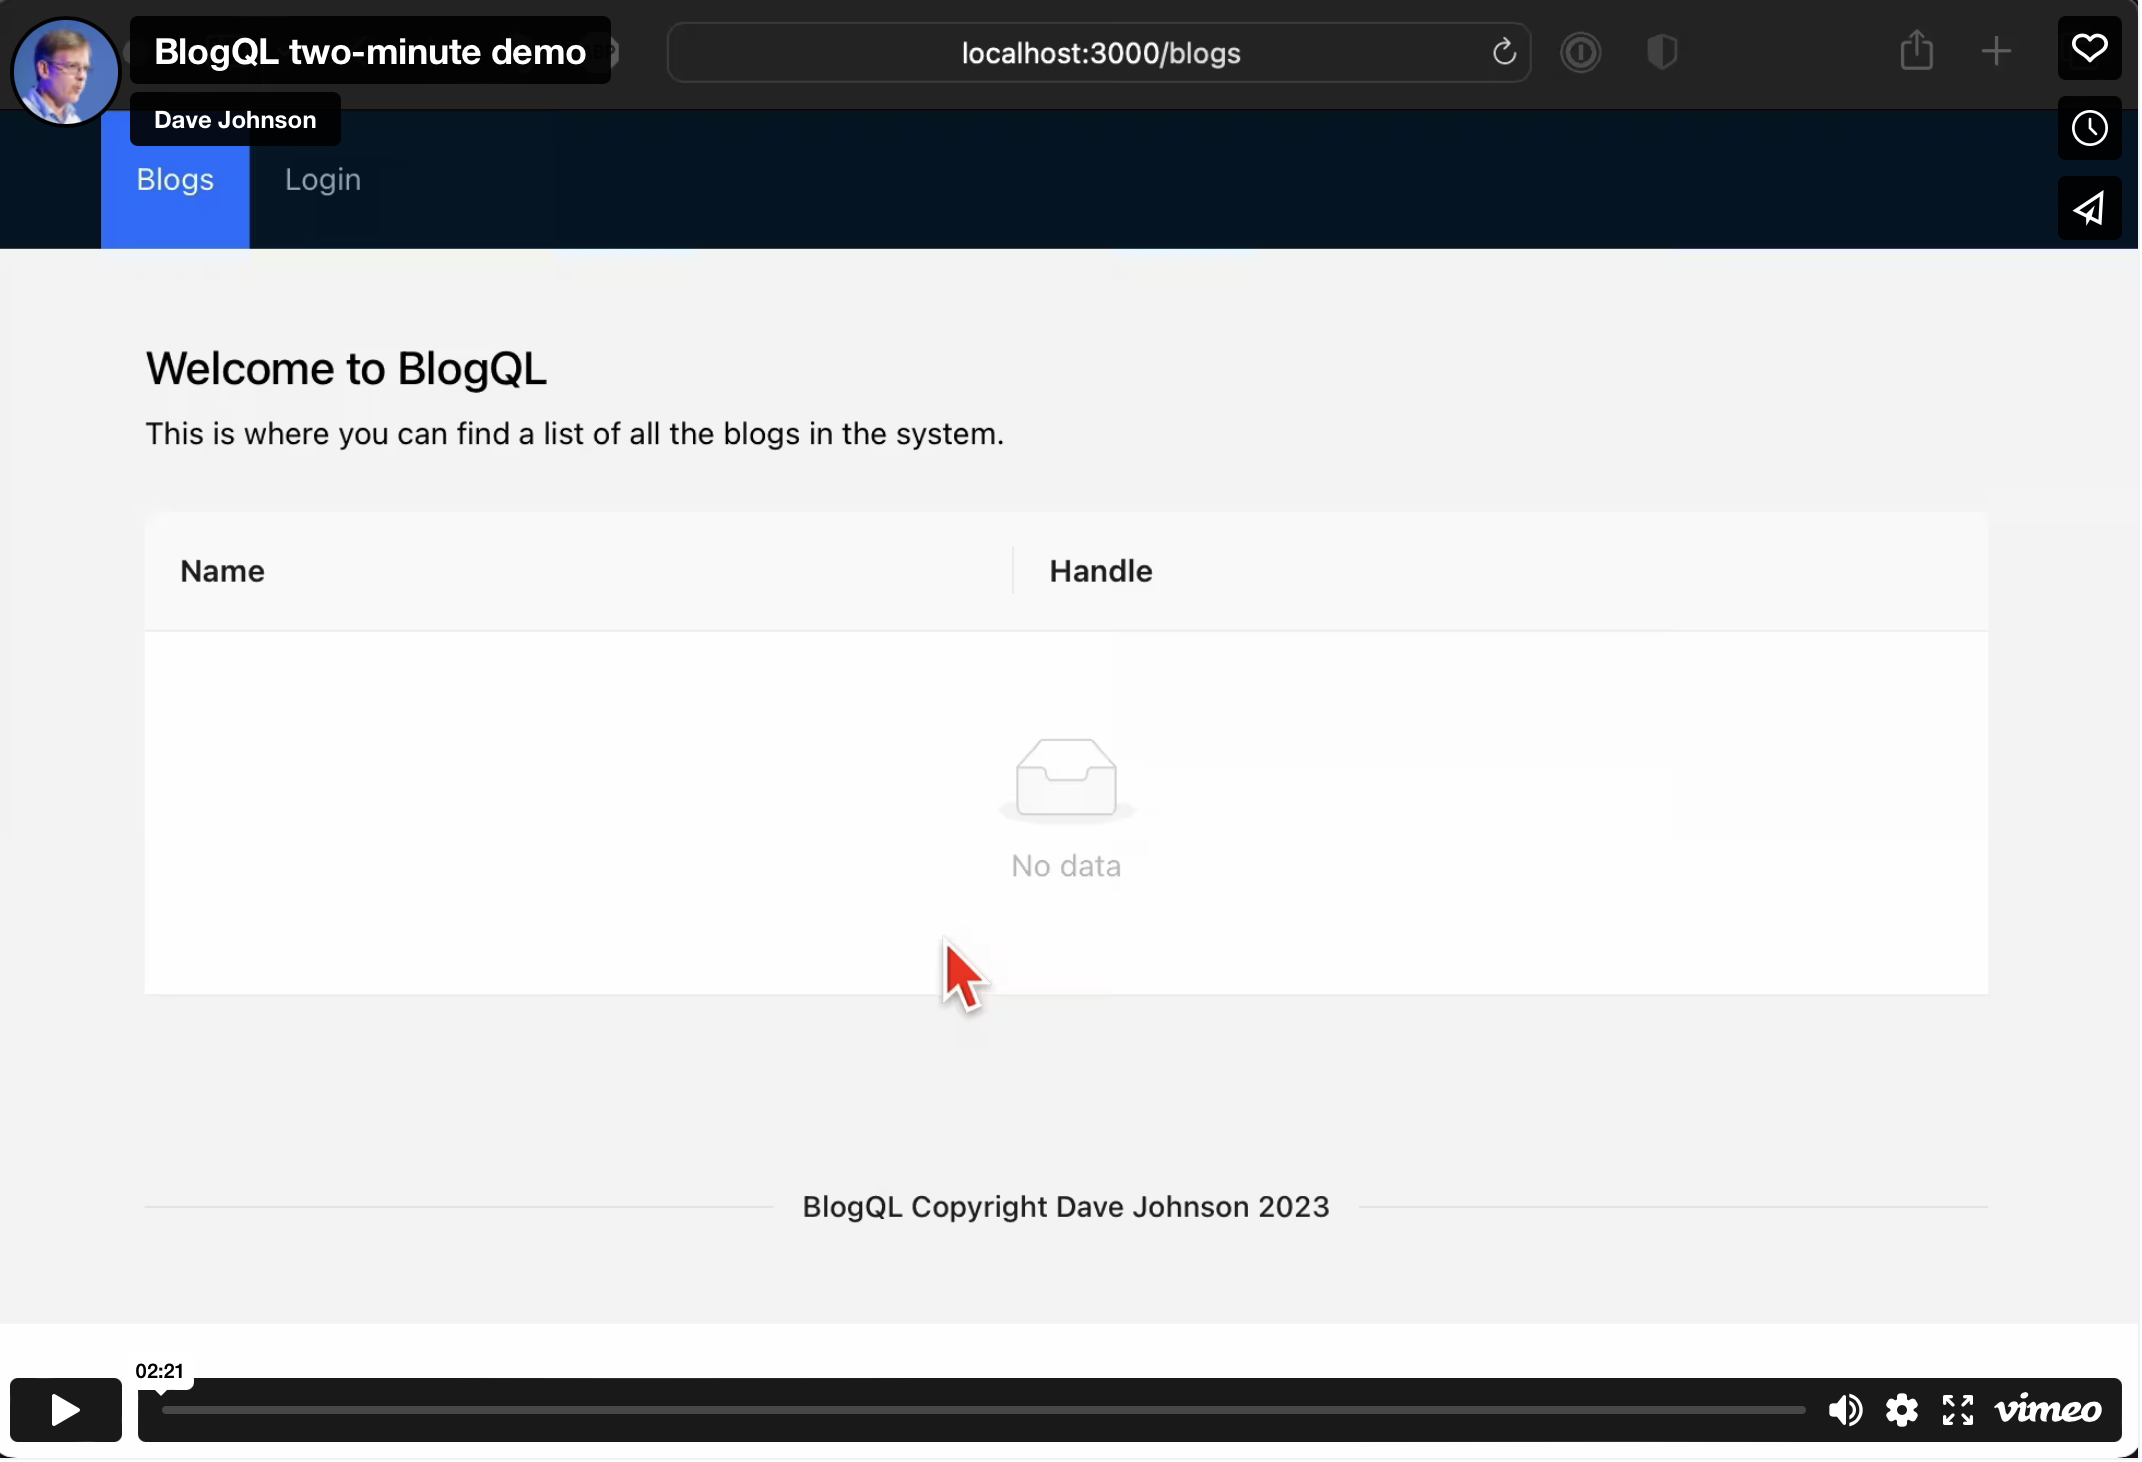 BlogQL two-minute demo
localhost:3000/blogs
Dave Johnson
Blogs
Login
Welcome to BlogQL
This is where you can find a list of all the blogs in the system.
Name
Handle
No data
BlogQL Copyright Dave Johnson 2023
02:21
vimeo